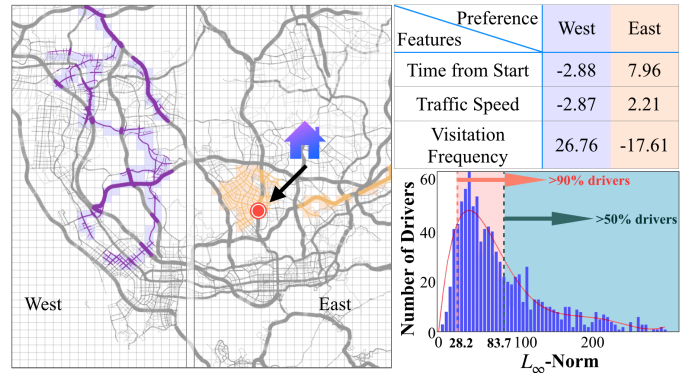 West
East
Preference
Features
West
East
Time from Start
-2.88
7.96
Traffic Speed
-2.87
2.21
Visitation
Frequency
26.76
-17.61
Number of Drivers
60
40
20
0
>90% drivers
>50% drivers
0
28.2
83.7
100
200
L∞-Norm